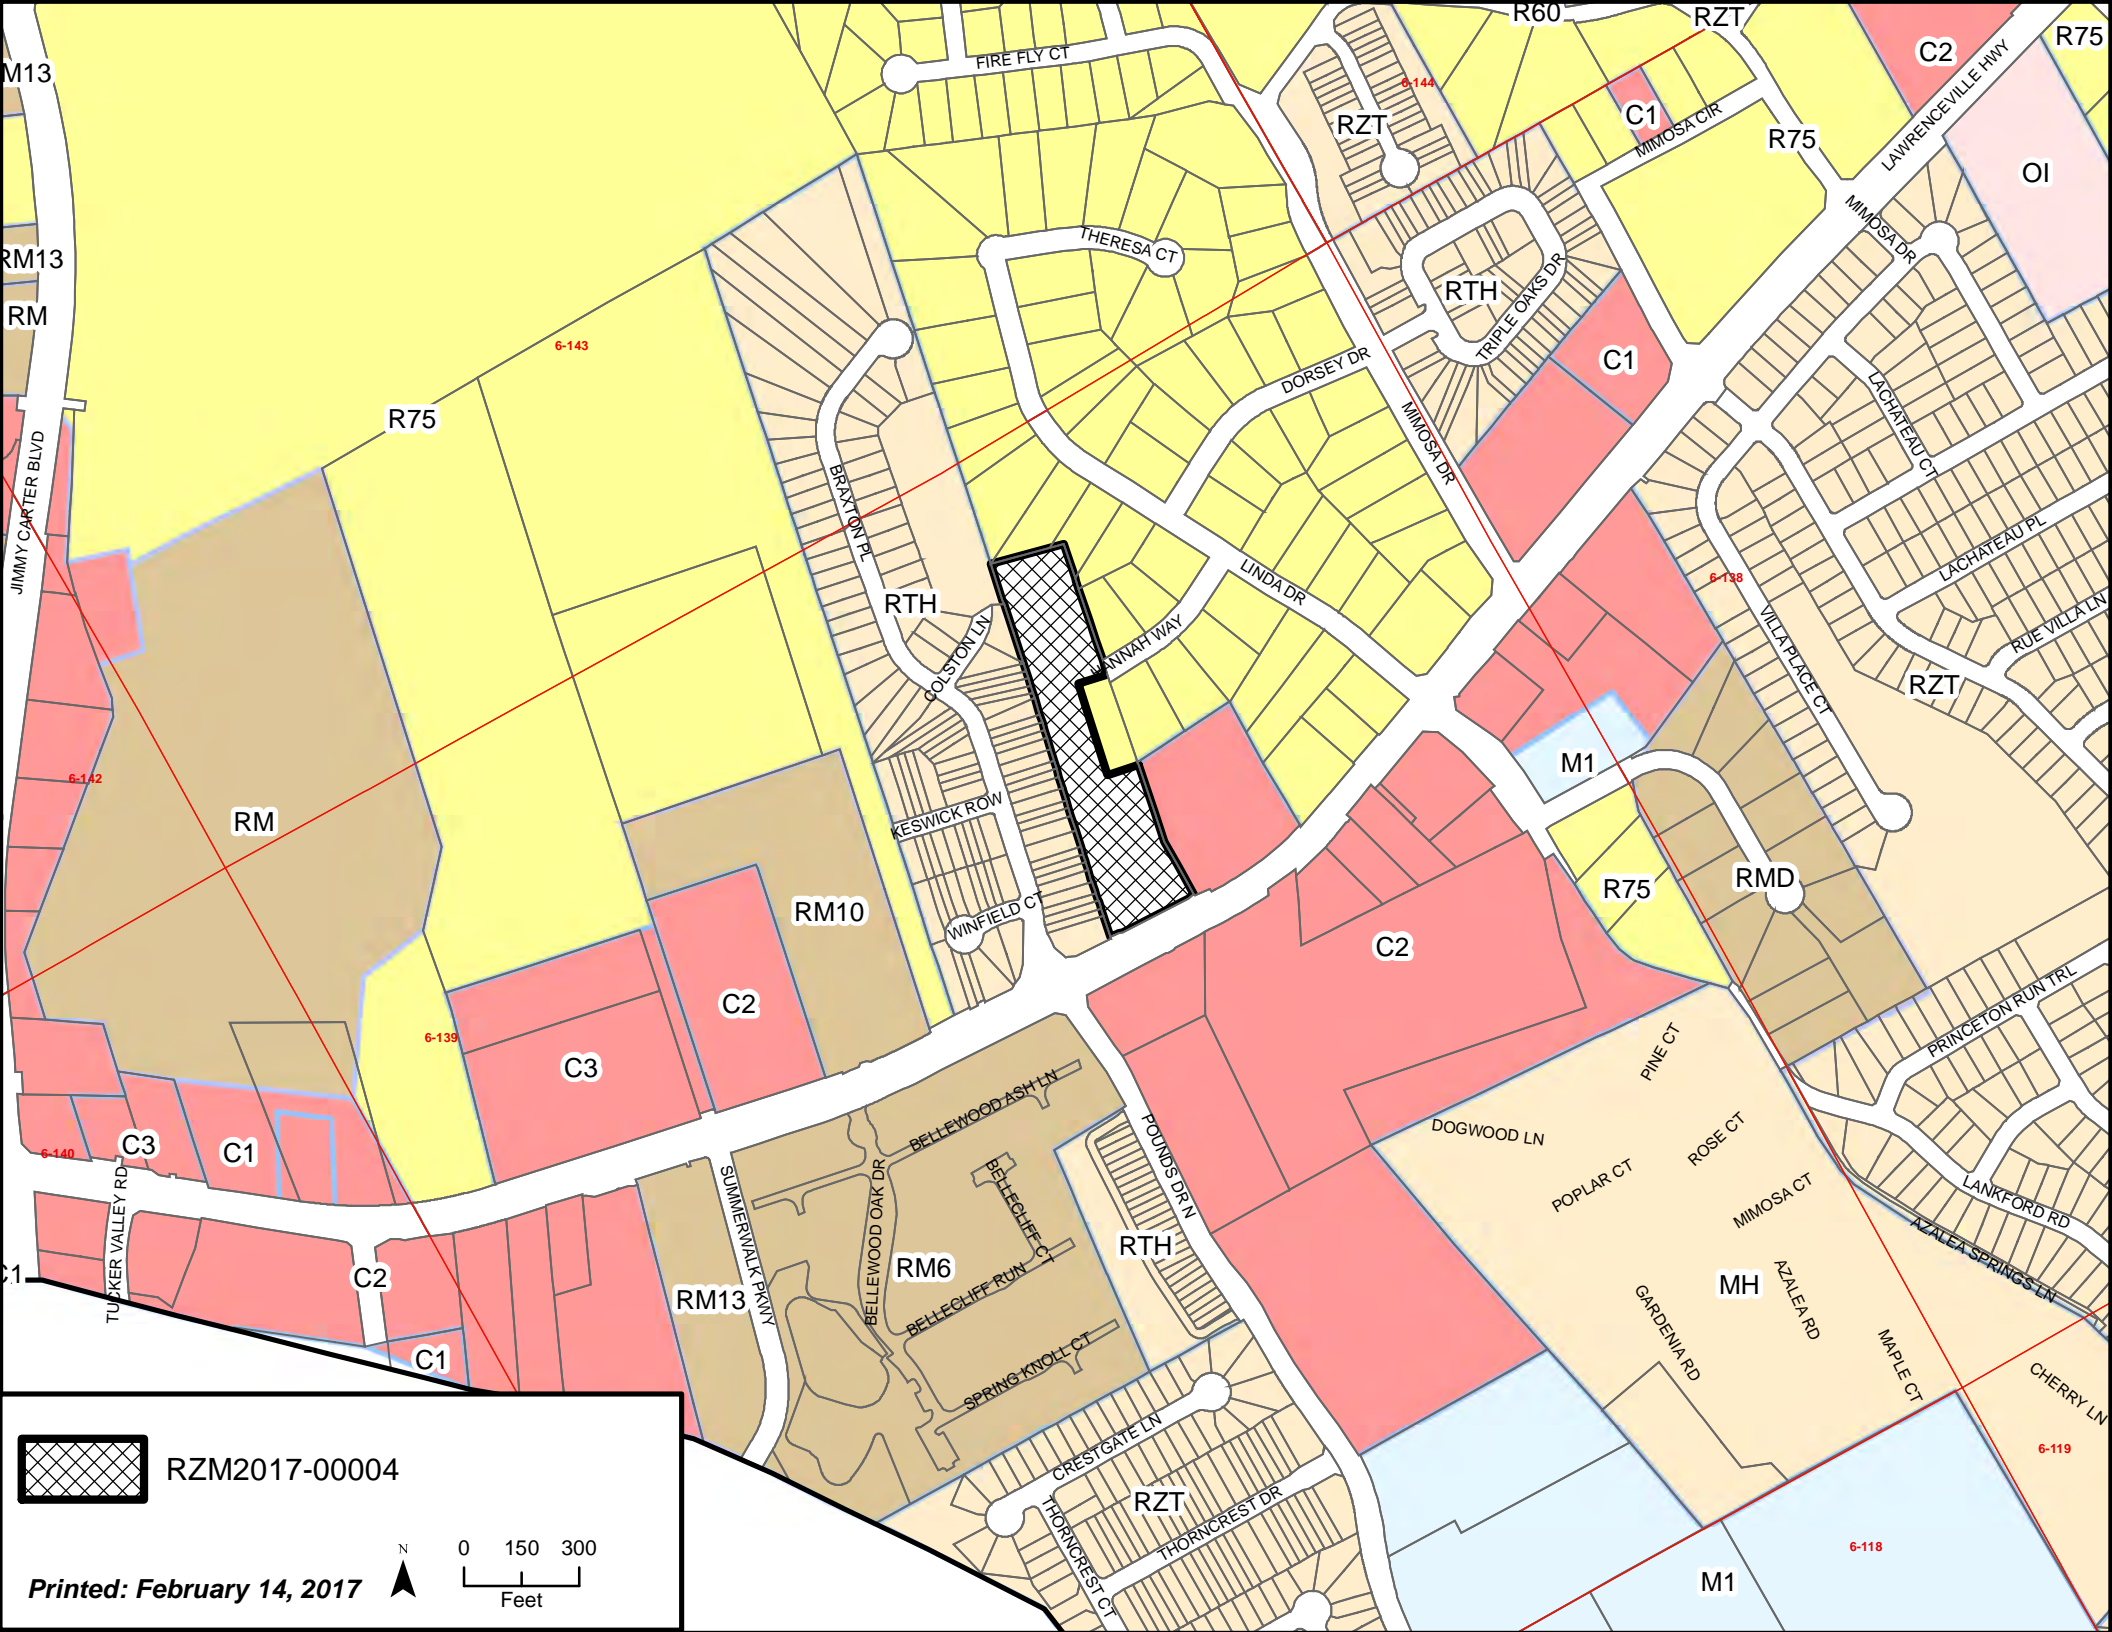 R60
RZT
R75
C2
FIRE FLY CT
M13
LAWRENCEVILLE HWY
6-144
C1
RZT
MIMOSA CIR
R75
OI
MIMOSA DR
THERESA CT
RM13
RTH
TRIPLE OAKS DR
RM
6-143
C1
DORSEY DR
R75
MIMOSA DR
LACHATEAU CT
JIMMY CARTER BLVD
BRAXTON PL
LACHATEAU PL
LINDA DR
6-138
RTH
VILLA PLACE CT
RUE VILLA LN
COLSTON LN
HANNAH WAY
RZT
6-142
M1
RM
KESWICK ROW
RMD
R75
RM10
WINFIELD CT
C2
C2
6-139
C3
PINE CT
PRINCETON RUN TRL
BELLEWOOD ASH LN
DOGWOOD LN
ROSE CT
6-140
C3
C1
POUNDS DR N
TUCKER VALLEY RD
SUMMERWALK PKWY
BELLEWOOD OAK DR
BELLECLIFF CT
POPLAR CT
MIMOSA CT
LANKFORD RD
AZALEA SPRINGS LN
RTH
C1
C2
RM13
RM6
BELLECLIFF RUN
MH
AZALEA RD
GARDENIA RD
MAPLE CT
C1
SPRING KNOLL CT
CHERRY LN
CRESTGATE LN
6-119
RZM2017-00004
RZT
THORNCREST DR
THORNCREST CT
6-118
M1
N
0 150 300
Feet
Printed: February 14, 2017